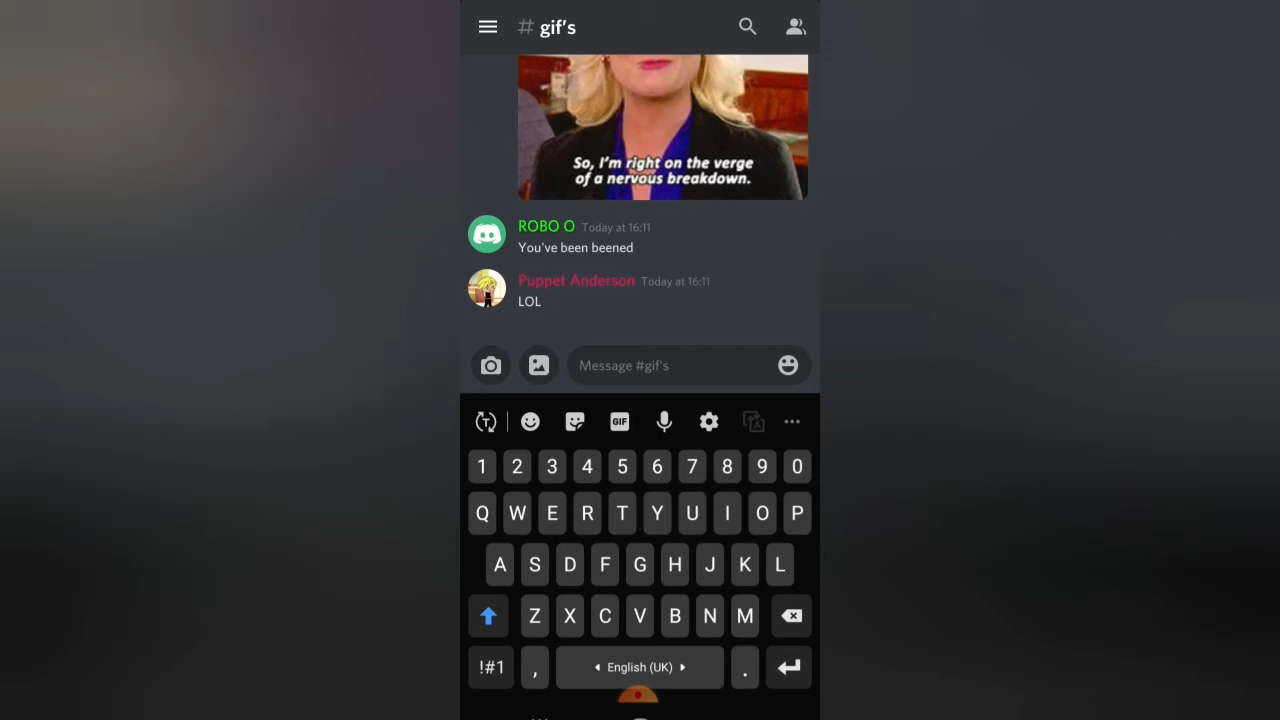 # gif's
So, I'm right on the verge
of a nervous breakdown.
ROBO O Today at 16:11
You've been beened
Puppet Anderson Today at 16:11
LOL
Message #gif's
T GIF A
1 2 3 4 5 6 7 8 9 0
Q W E R T Y U I O P
A S D F G H J K L
Z X C V B N M
!#1 , English (UK) .